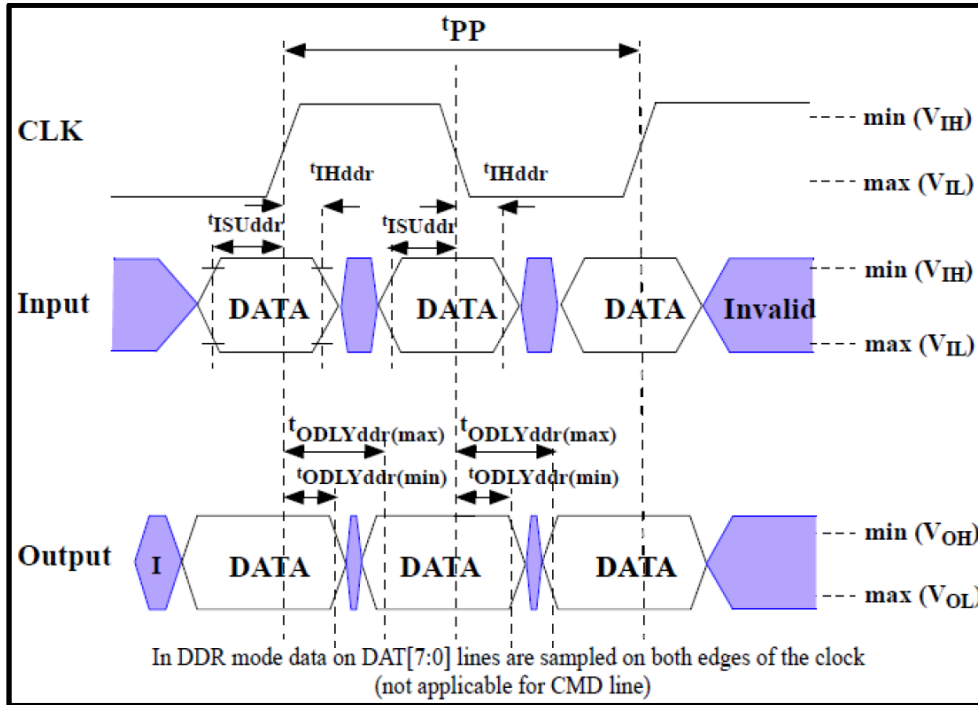 tPP
CLK
min (VIH)
max (VIL)
tIHddr
tIHddr
tISUddr
tISUddr
Input
DATA
DATA
DATA
Invalid
min (VIH)
max (VIL)
tODLYddr(max)
tODLYddr(max)
tODLYddr(min)
tODLYddr(min)
Output
I
DATA
DATA
DATA
min (VOH)
max (VOL)
In DDR mode data on DAT[7:0] lines are sampled on both edges of the clock
(not applicable for CMD line)